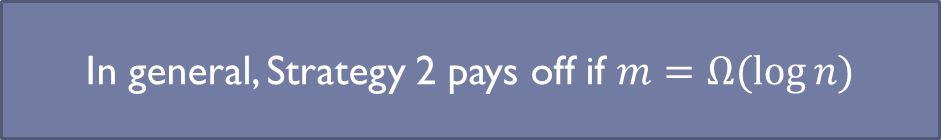 In general, Strategy 2 pays off if 𝑚 = Ω(log 𝑛)